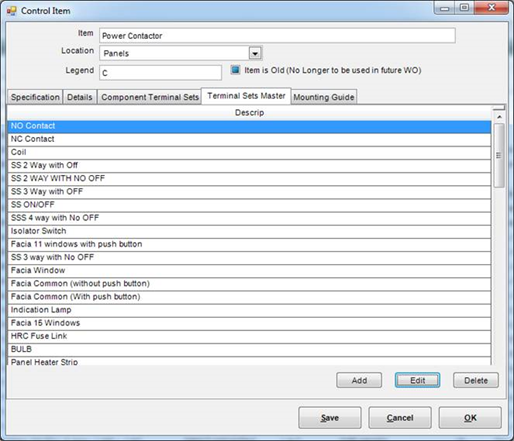 Control Item
Item Power Contactor
Location Panels
Legend C Item is Old (No Longer to be used in future WO)
Specification Details Component Terminal Sets Terminal Sets Master Mounting Guide
Descrip
NO Contact
NC Contact
Coil
SS 2 Way with Off
SS 2 WAY WITH NO OFF
SS 3 Way with OFF
SS ON/OFF
SSS 4 way with No OFF
Isolator Switch
Facia 11 windows with push button
SS 3 way with No OFF
Facia Window
Facia Common (without push button)
Facia Common (With push button)
Indication Lamp
Facia 15 Windows
HRC Fuse Link
BULB
Panel Heater Strip
Add Edit Delete
Save Cancel OK